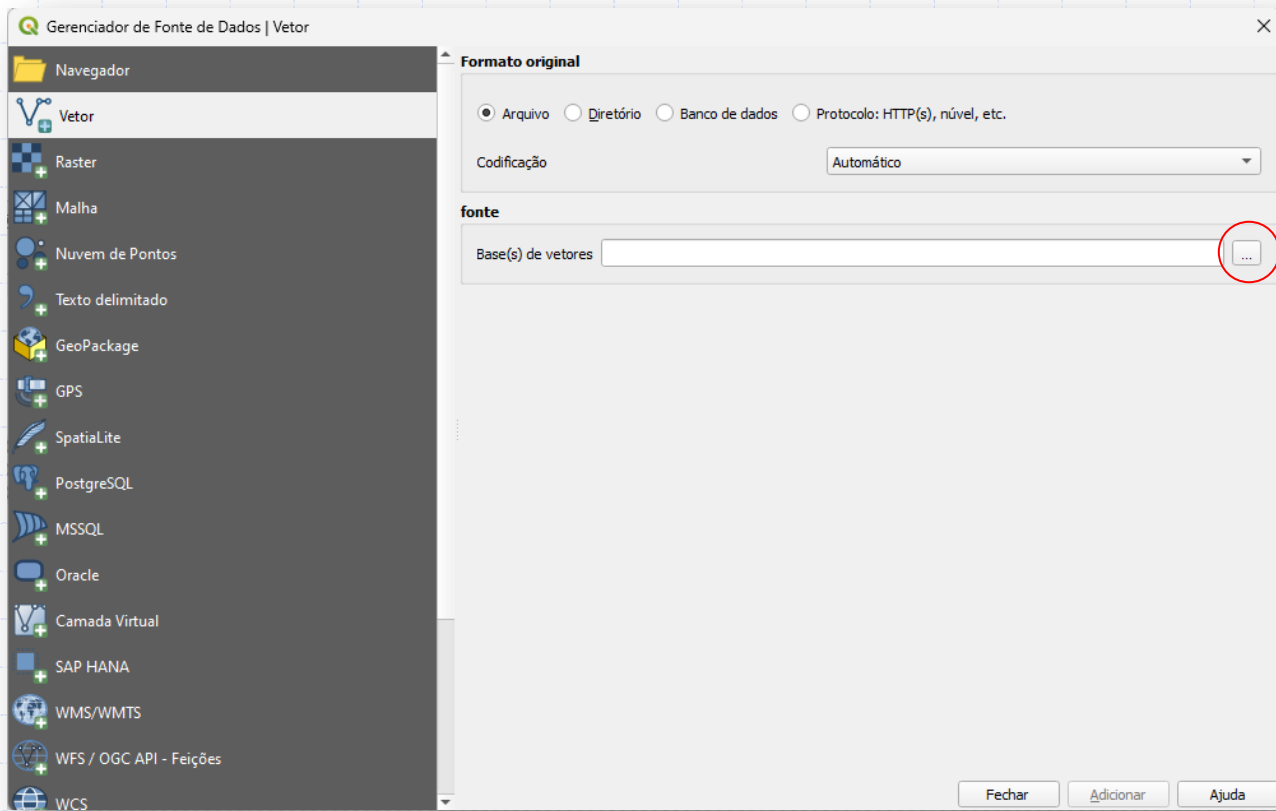 Gerenciador de Fonte de Dados | Vetor
Navegador
Vetor
Raster
Malha
Nuvem de Pontos
Texto delimitado
GeoPackage
GPS
SpatiaLite
PostgreSQL
MSSQL
Oracle
Camada Virtual
SAP HANA
WMS/WMTS
WFS / OGC API - Feições
WCS
Formato original
Arquivo Diretório Banco de dados Protocolo: HTTP(s), núvel, etc.
Codificação Automático
fonte
Base(s) de vetores ...
Fechar Adicionar Ajuda